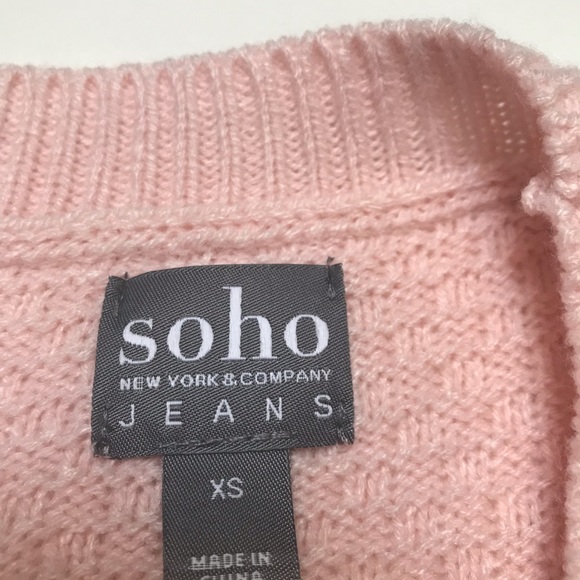 soho
NEW YORK & COMPANY
JEANS
XS
MADE IN
CHINA